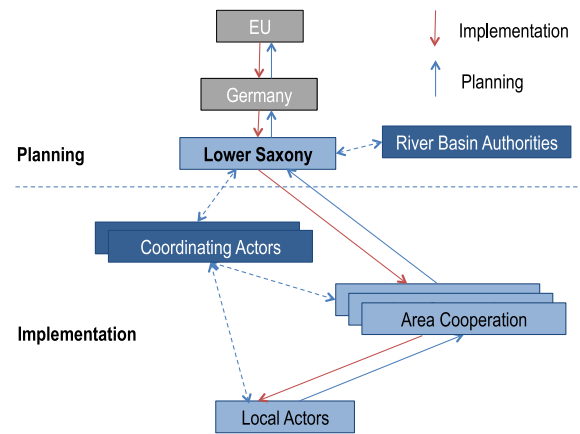 EU
Implementation
Germany
Planning
Lower Saxony
River Basin Authorities
Planning
Coordinating Actors
Area Cooperation
Implementation
Local Actors